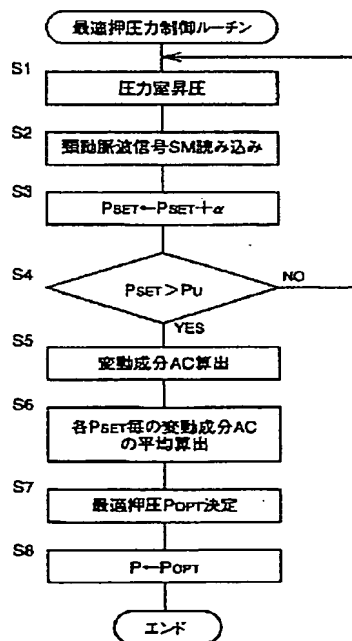 最適押圧力制御ルーチン
S1
圧力室昇圧
S2
頸動脈波信号SM読み込み
S3
PSET←PSET+α
S4
PSET>PU
NO
YES
S5
変動成分AC算出
S6
各PSET毎の変動成分AC
の平均算出
S7
最適押圧POPT決定
S8
P←POPT
エンド